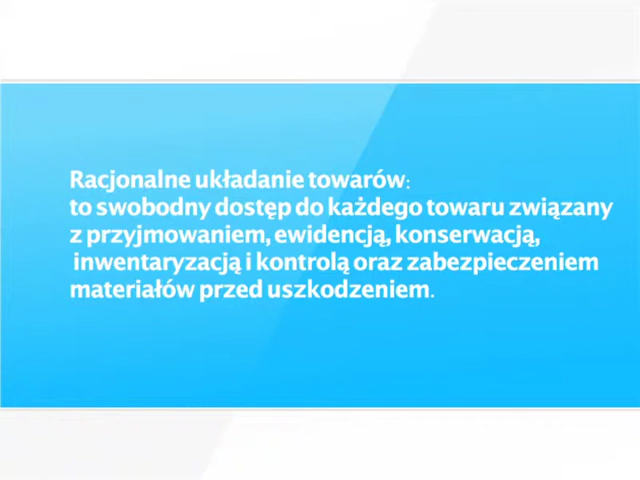 Racjonalne układanie towarów:
to swobodny dostęp do każdego towaru związany
z przyjmowaniem, ewidencją, konserwacją,
inwentaryzacją i kontrolą oraz zabezpieczeniem
materiałów przed uszkodzeniem.